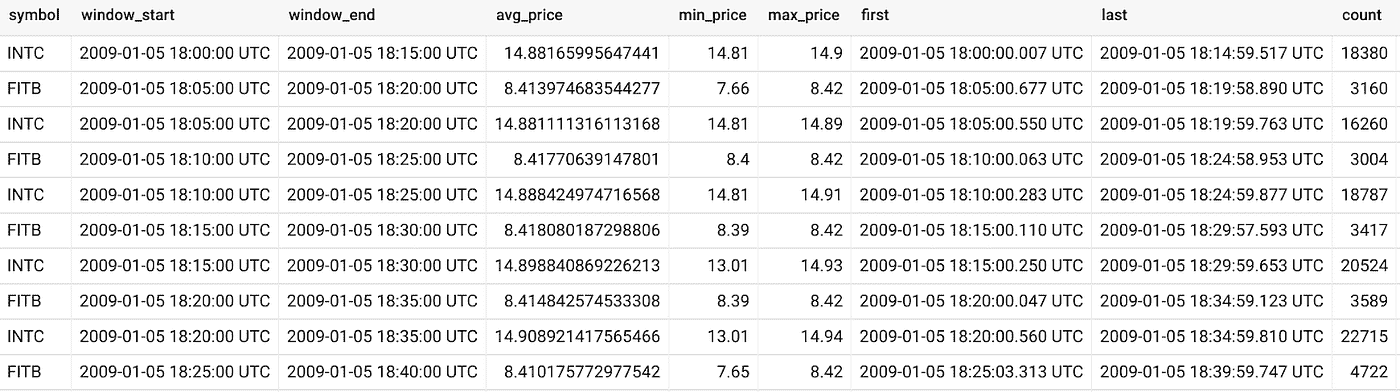 symbol window_start window_end avg_price min_price max_price first last count
INTC 2009-01-05 18:00:00 UTC 2009-01-05 18:15:00 UTC 14.88165995647441 14.81 14.9 2009-01-05 18:00:00.007 UTC 2009-01-05 18:14:59.517 UTC 18380
FITB 2009-01-05 18:05:00 UTC 2009-01-05 18:20:00 UTC 8.413974683544277 7.66 8.42 2009-01-05 18:05:00.677 UTC 2009-01-05 18:19:58.890 UTC 3160
INTC 2009-01-05 18:05:00 UTC 2009-01-05 18:20:00 UTC 14.881111316113168 14.81 14.89 2009-01-05 18:05:00.550 UTC 2009-01-05 18:19:59.763 UTC 16260
FITB 2009-01-05 18:10:00 UTC 2009-01-05 18:25:00 UTC 8.41770639147801 8.4 8.42 2009-01-05 18:10:00.063 UTC 2009-01-05 18:24:58.953 UTC 3004
INTC 2009-01-05 18:10:00 UTC 2009-01-05 18:25:00 UTC 14.888424974716568 14.81 14.91 2009-01-05 18:10:00.283 UTC 2009-01-05 18:24:59.877 UTC 18787
FITB 2009-01-05 18:15:00 UTC 2009-01-05 18:30:00 UTC 8.418080187298806 8.39 8.42 2009-01-05 18:15:00.110 UTC 2009-01-05 18:29:57.593 UTC 3417
INTC 2009-01-05 18:15:00 UTC 2009-01-05 18:30:00 UTC 14.898840869226213 13.01 14.93 2009-01-05 18:15:00.250 UTC 2009-01-05 18:29:59.653 UTC 20524
FITB 2009-01-05 18:20:00 UTC 2009-01-05 18:35:00 UTC 8.414842574533308 8.39 8.42 2009-01-05 18:20:00.047 UTC 2009-01-05 18:34:59.123 UTC 3589
INTC 2009-01-05 18:20:00 UTC 2009-01-05 18:35:00 UTC 14.908921417565466 13.01 14.94 2009-01-05 18:20:00.560 UTC 2009-01-05 18:34:59.810 UTC 22715
FITB 2009-01-05 18:25:00 UTC 2009-01-05 18:40:00 UTC 8.410175772977542 7.65 8.42 2009-01-05 18:25:03.313 UTC 2009-01-05 18:39:59.747 UTC 4722